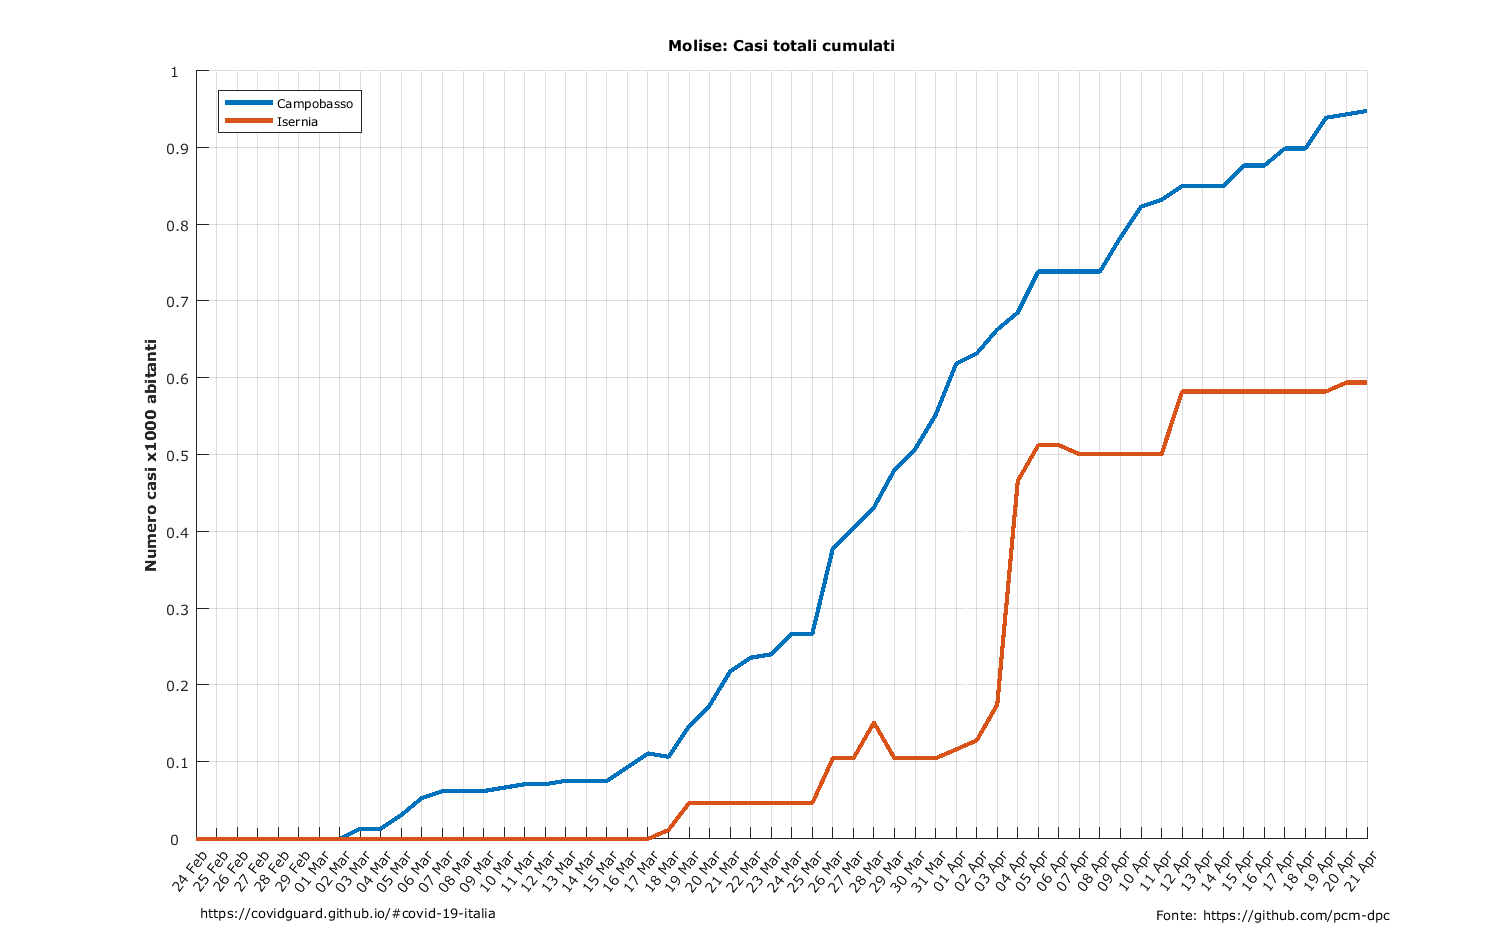 Molise: Casi totali cumulati
Campobasso
Isernia
1
0.9
0.8
0.7
0.6
0.5
0.4
0.3
0.2
0.1
0
Numero casi x1000 abitanti
24 Feb
25 Feb
26 Feb
27 Feb
28 Feb
29 Feb
01 Mar
02 Mar
03 Mar
04 Mar
05 Mar
06 Mar
07 Mar
08 Mar
09 Mar
10 Mar
11 Mar
12 Mar
13 Mar
14 Mar
15 Mar
16 Mar
17 Mar
18 Mar
19 Mar
20 Mar
21 Mar
22 Mar
23 Mar
24 Mar
25 Mar
26 Mar
27 Mar
28 Mar
29 Mar
30 Mar
31 Mar
01 Apr
02 Apr
03 Apr
04 Apr
05 Apr
06 Apr
07 Apr
08 Apr
09 Apr
10 Apr
11 Apr
12 Apr
13 Apr
14 Apr
15 Apr
16 Apr
17 Apr
18 Apr
19 Apr
20 Apr
21 Apr
https://covidguard.github.io/#covid-19-italia
Fonte: https://github.com/pcm-dpc